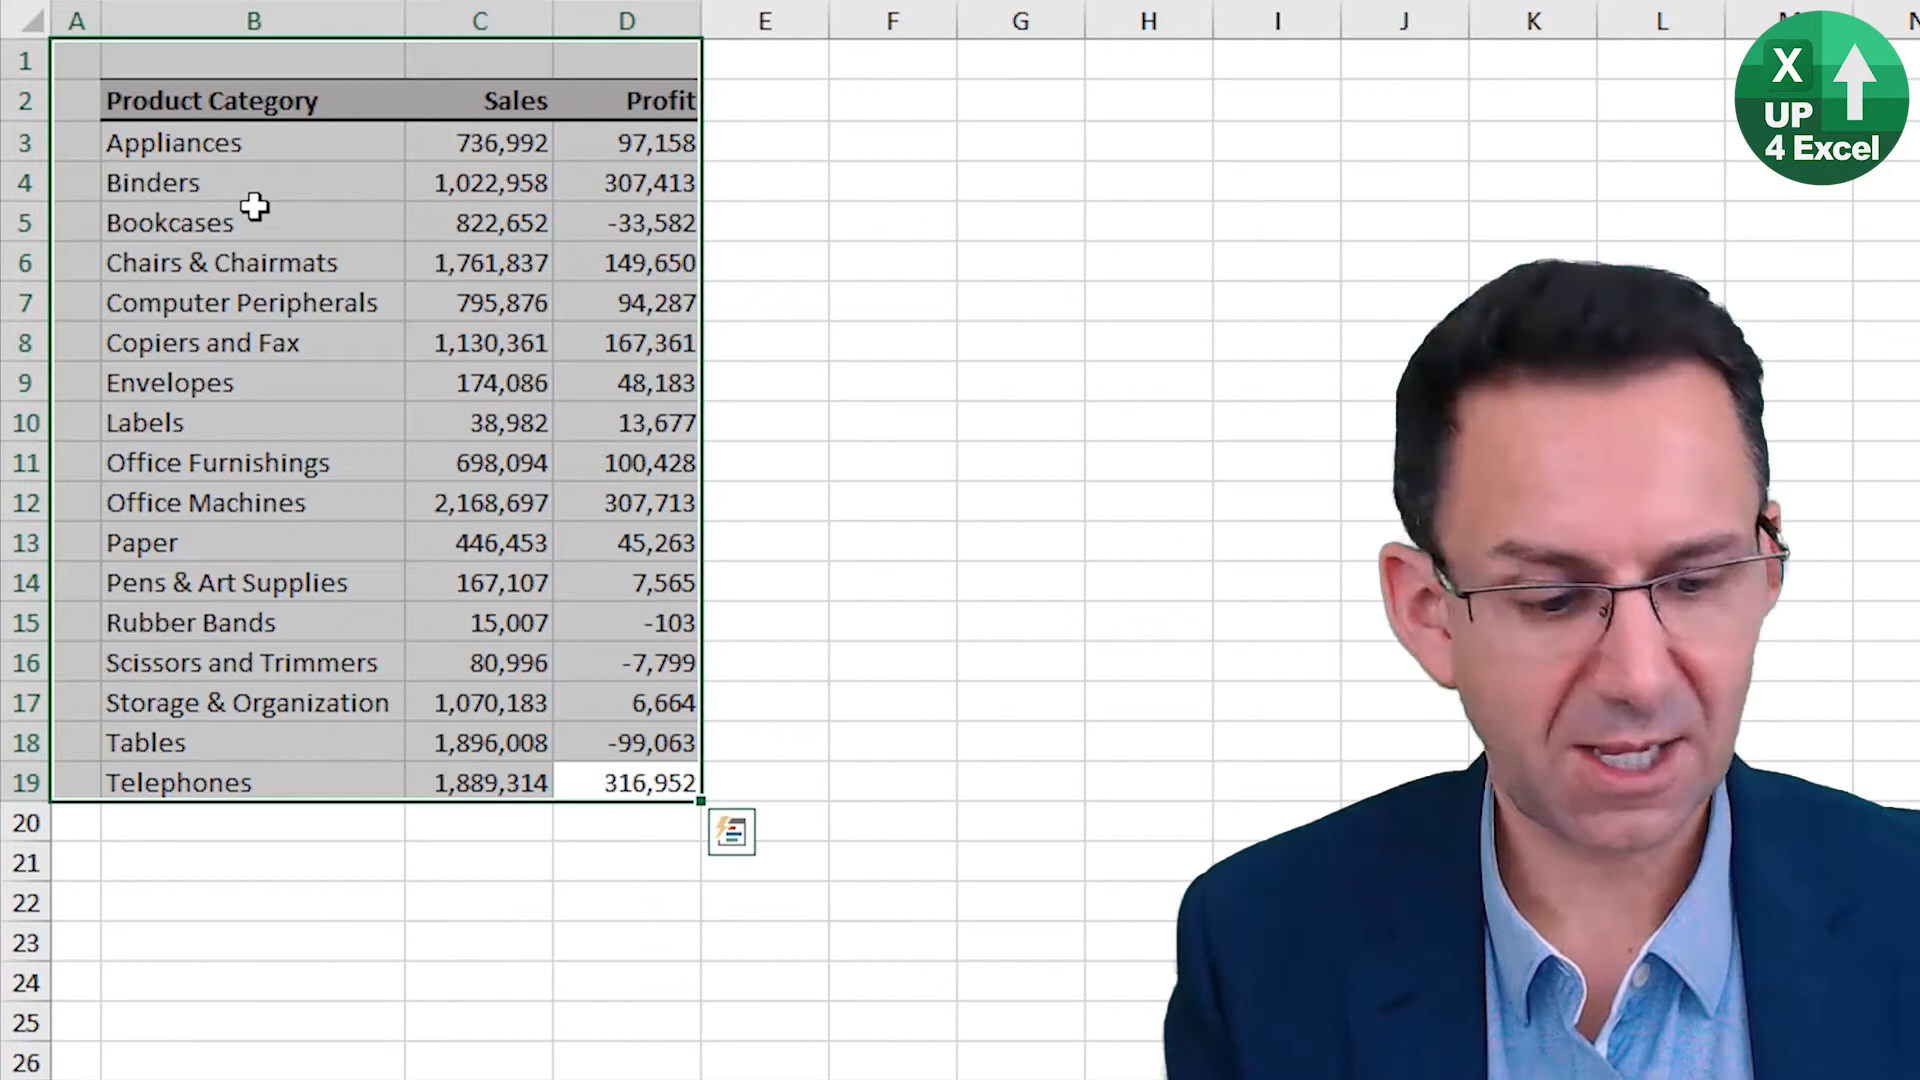 A B C D E F G H I J K L M N
1
2 Product Category Sales Profit
3 Appliances 736,992 97,158
4 Binders 1,022,958 307,413
5 Bookcases 822,652 -33,582
6 Chairs & Chairmats 1,761,837 149,650
7 Computer Peripherals 795,876 94,287
8 Copiers and Fax 1,130,361 167,361
9 Envelopes 174,086 48,183
10 Labels 38,982 13,677
11 Office Furnishings 698,094 100,428
12 Office Machines 2,168,697 307,713
13 Paper 446,453 45,263
14 Pens & Art Supplies 167,107 7,565
15 Rubber Bands 15,007 -103
16 Scissors and Trimmers 80,996 -7,799
17 Storage & Organization 1,070,183 6,664
18 Tables 1,896,008 -99,063
19 Telephones 1,889,314 316,952
20
21
22
23
24
25
26
X
UP
4 Excel